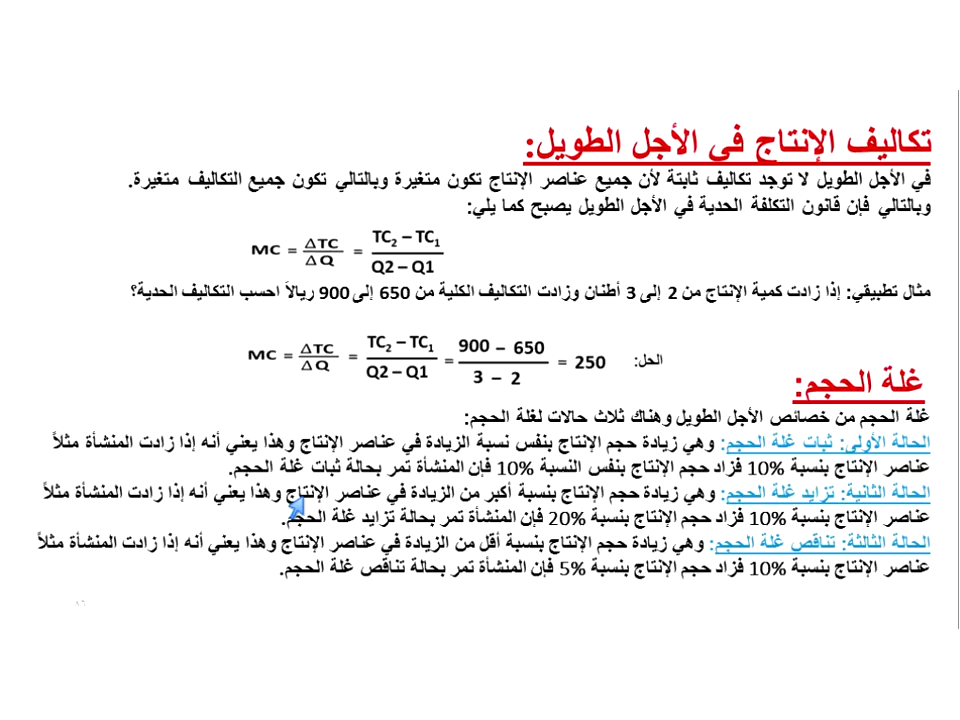 تكاليف الإنتاج في الأجل الطويل:
في الأجل الطويل لا توجد تكاليف ثابتة لأن جميع عناصر الإنتاج تكون متغيرة وبالتالي تكون جميع التكاليف متغيرة.
وبالتالي فإن قانون التكلفة الحدية في الأجل الطويل يصبح كما يلي:
MC = ΔTC / ΔQ = TC₂ – TC₁ / Q2 – Q1
مثال تطبيقي: إذا زادت كمية الإنتاج من 2 إلى 3 أطنان وزادت التكاليف الكلية من 650 إلى 900 ريالاً احسب التكاليف الحدية؟
الحل: MC = ΔTC / ΔQ = TC₂ – TC₁ / Q2 – Q1 = 900 – 650 / 3 – 2 = 250
غلة الحجم:
غلة الحجم من خصائص الأجل الطويل وهناك ثلاث حالات لغلة الحجم:
الحالة الأولى: ثبات غلة الحجم: وهي زيادة حجم الإنتاج بنفس نسبة الزيادة في عناصر الإنتاج وهذا يعني أنه إذا زادت المنشأة مثلاً
عناصر الإنتاج بنسبة 10% فزاد حجم الإنتاج بنفس النسبة 10% فإن المنشأة تمر بحالة ثبات غلة الحجم.
الحالة الثانية: تزايد غلة الحجم: وهي زيادة حجم الإنتاج بنسبة أكبر من الزيادة في عناصر الإنتاج وهذا يعني أنه إذا زادت المنشأة مثلاً
عناصر الإنتاج بنسبة 10% فزاد حجم الإنتاج بنسبة 20% فإن المنشأة تمر بحالة تزايد غلة الحجم.
الحالة الثالثة: تناقص غلة الحجم: وهي زيادة حجم الإنتاج بنسبة أقل من الزيادة في عناصر الإنتاج وهذا يعني أنه إذا زادت المنشأة مثلاً
عناصر الإنتاج بنسبة 10% فزاد حجم الإنتاج بنسبة 5% فإن المنشأة تمر بحالة تناقص غلة الحجم.
١٦